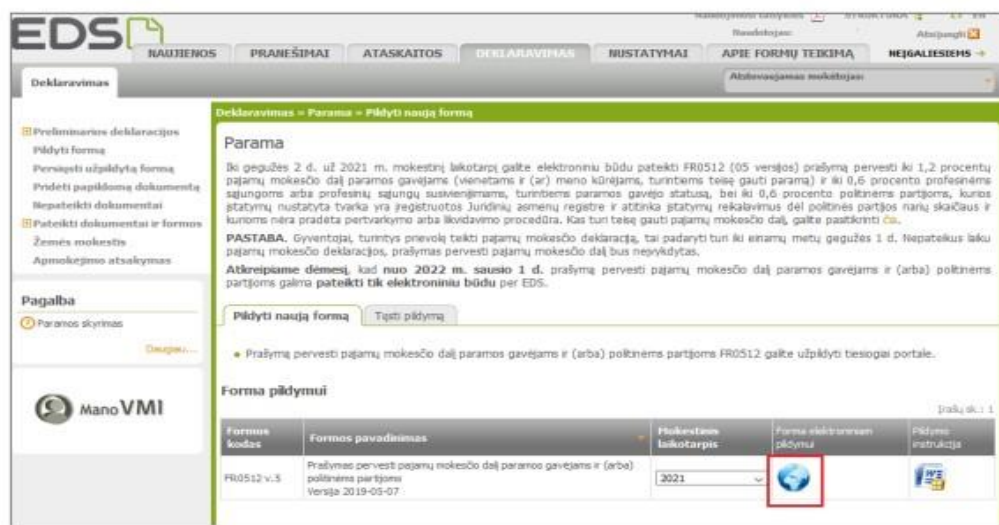 EDS
Naudotojas:
Atsijungti
NAUJIENOS PRANEŠIMAI ATASKAITOS DEKLARAVIMAS NUSTATYMAI APIE FORMŲ TEIKIMĄ NEĮGALIESIEMS
Deklaravimas
Atstovaujamas mokėtojas:
Preliminarios deklaracijos
Pildyti formą
Persiųsti užpildytą formą
Pridėti papildomą dokumentą
Nepateikti dokumentai
Pateikti dokumentai ir formos
Žemės mokestis
Apmokėjimo atsakymas
Pagalba
Paramos skyrimas
Daugiau...
Mano VMI
Deklaravimas » Parama » Pildyti naują formą
Parama
Iki gegužės 2 d. už 2021 m. mokestinį laikotarpį galite elektroniniu būdu pateikti FR0512 (05 versijos) prašymą pervesti iki 1,2 procentų
pajamų mokesčio dalį paramos gavėjams (vienetams ir (ar) meno kūrėjams, turintiems teisę gauti paramą) ir iki 0,6 procento profesinėms
sąjungoms arba profesinių sąjungų susivienijimams, turintiems paramos gavėjo statusą, bei iki 0,6 procento politinėms partijoms, kurios
įstatymų nustatyta tvarka yra įregistruotos Juridinių asmenų registre ir atitinka įstatymų reikalavimus dėl politinės partijos narių skaičiaus ir
kurioms nėra pradėta pertvarkymo arba likvidavimo procedūra. Kas turi teisę gauti pajamų mokesčio dalį, galite pasitikrinti čia.
PASTABA. Gyventojai, turintys prievolę teikti pajamų mokesčio deklaraciją, tai padaryti turi iki einamų metų gegužės 1 d. Nepateikus laiku
pajamų mokesčio deklaracijos, prašymas pervesti pajamų mokesčio dalį bus neįvykdytas.
Atkreipiame dėmesį, kad nuo 2022 m. sausio 1 d. prašymą pervesti pajamų mokesčio dalį paramos gavėjams ir (arba) politinėms
partijoms galima pateikti tik elektroniniu būdu per EDS.
Pildyti naują formą Tęsti pildymą
Prašymą pervesti pajamų mokesčio dalį paramos gavėjams ir (arba) politinėms partijoms FR0512 galite užpildyti tiesiogiai portale.
Forma pildymui
Įrašų sk.: 1
Formos kodas Formos pavadinimas Mokestinis laikotarpis Forma elektroniniam pildymui Pildymo instrukcija
FR0512 v.5
Prašymas pervesti pajamų mokesčio dalį paramos gavėjams ir (arba)
politinėms partijoms
Versija 2019-05-07
2021